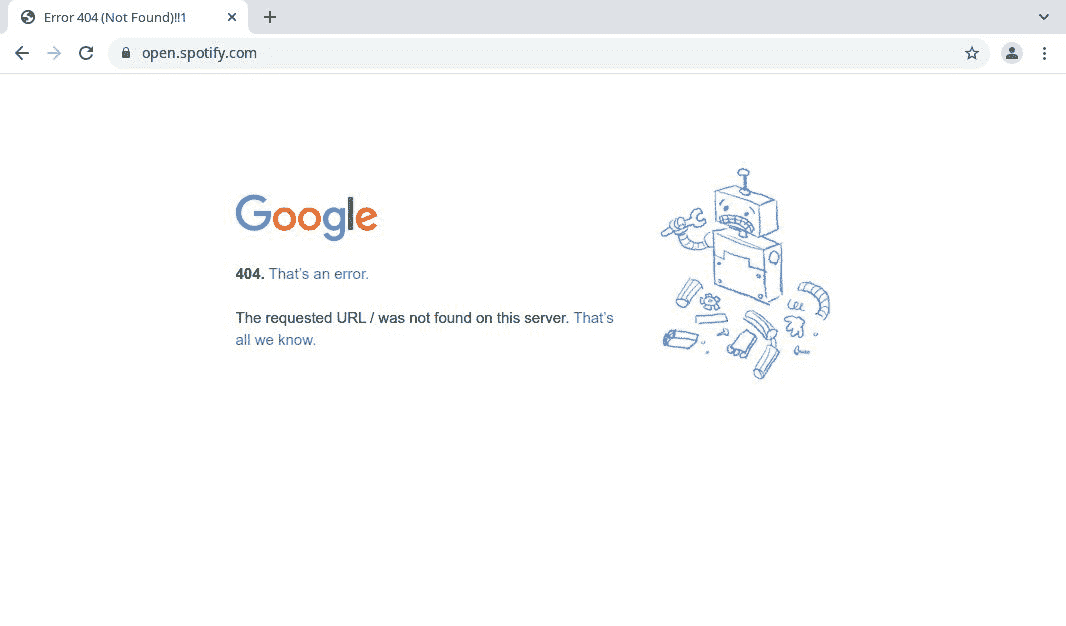 Error 404 (Not Found)!!1
open.spotify.com
Google
404. That's an error.
The requested URL / was not found on this server. That's
all we know.